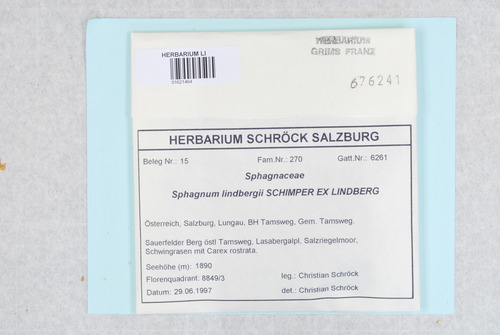 HERBARIUM LI
HERBARIUM
GRIMS FRANZ
676241
HERBARIUM SCHRÖCK SALZBURG
Beleg Nr.: 15 Fam.Nr.: 270 Gatt.Nr.: 6261
Sphagnaceae
Sphagnum lindbergii SCHIMPER EX LINDBERG
Österreich, Salzburg, Lungau, BH Tamsweg, Gem. Tamsweg.
Sauerfelder Berg östl Tamsweg, Lasabergalpl, Salzriegelmoor,
Schwingrasen mit Carex rostrata.
Seehöhe (m): 1890
Florenquadrant: 8849/3 leg.: Christian Schröck
Datum: 29.06.1997 det.: Christian Schröck